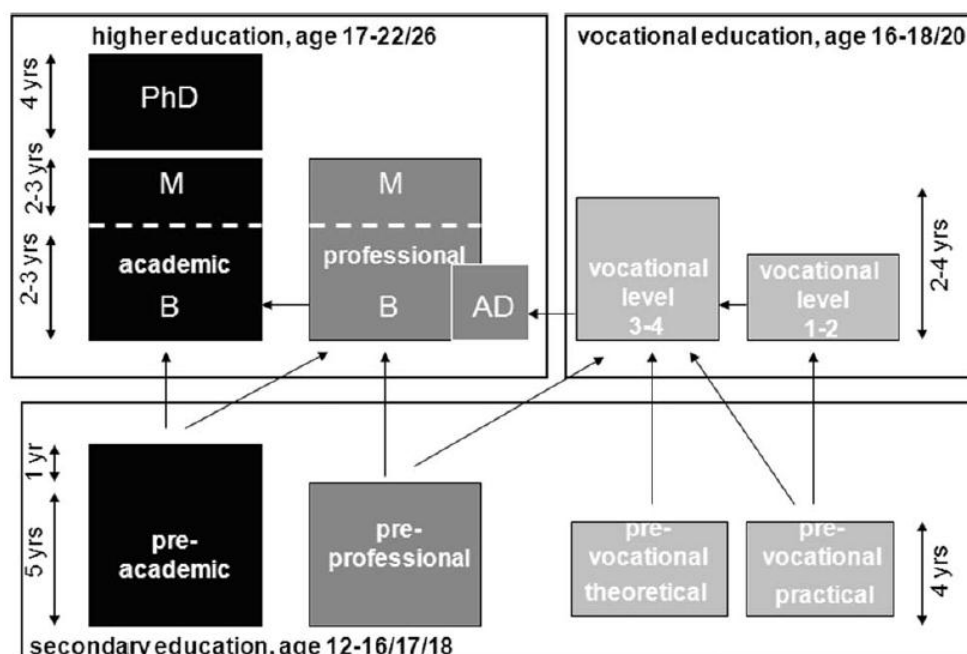 higher education, age 17-22/26
vocational education, age 16-18/20
4 yrs
PhD
2-3 yrs
M
M
2-3 yrs
academic
B
professional
B
AD
vocational
level
3-4
vocational
level
1-2
2-4 yrs
1 yr
5 yrs
pre-
academic
pre-
professional
pre-
vocational
theoretical
pre-
vocational
practical
4 yrs
secondary education, age 12-16/17/18